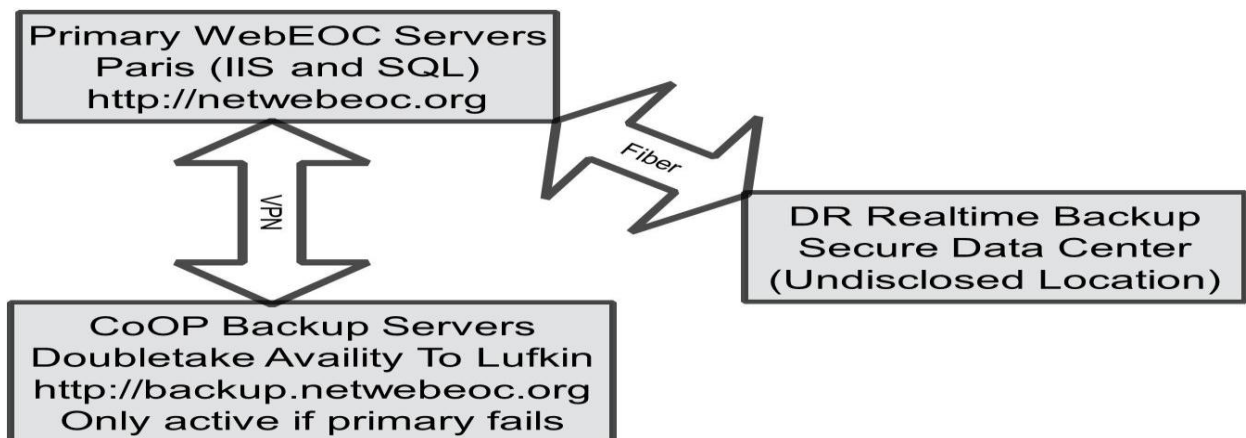 Primary WebEOC Servers
Paris (IIS and SQL)
http://netwebeoc.org
Fiber
VPN
DR Realtime Backup
Secure Data Center
(Undisclosed Location)
CoOP Backup Servers
Doubletake Availity To Lufkin
http://backup.netwebeoc.org
Only active if primary fails